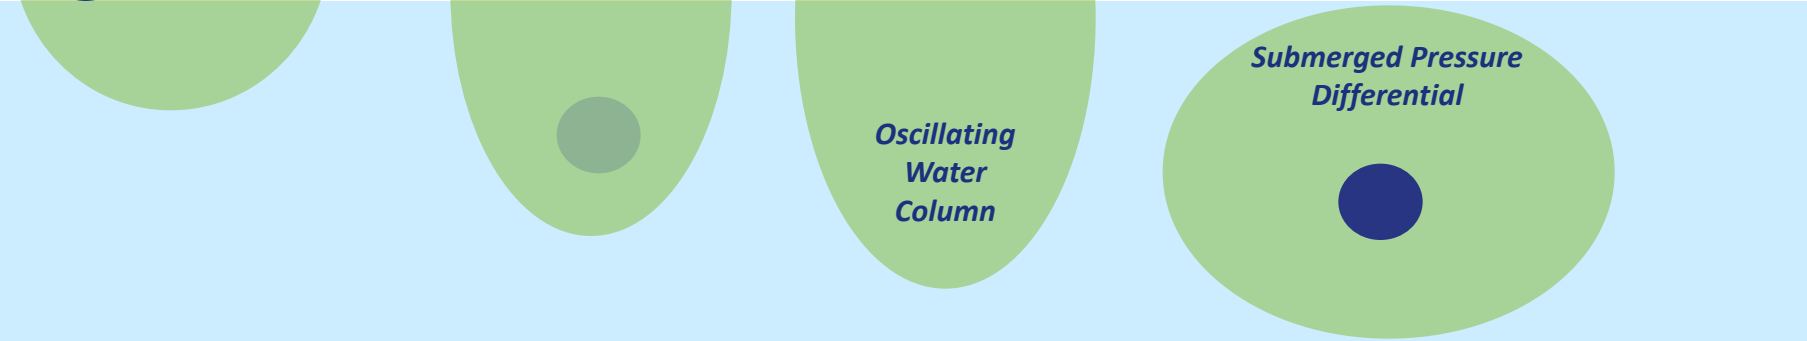 Submerged Pressure
Differential
Oscillating
Water
Column